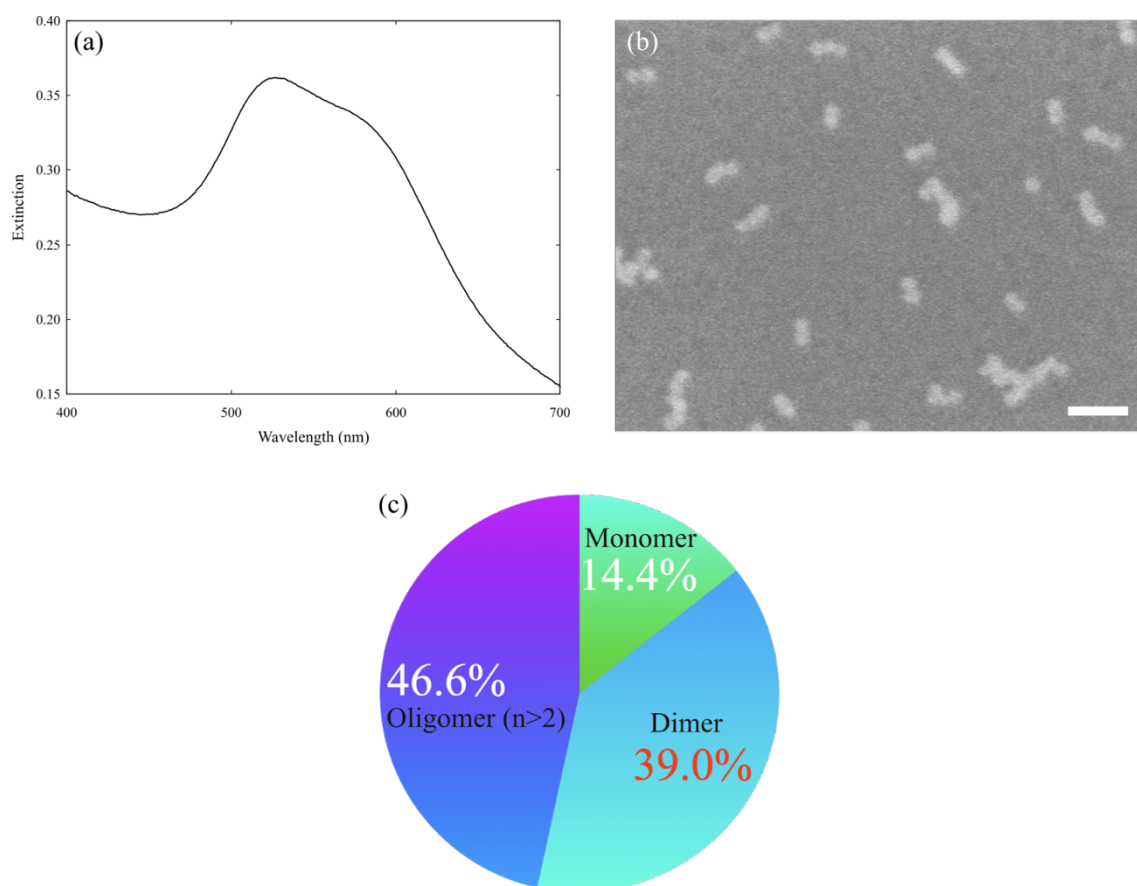 (a)
0.40
0.35
0.30
0.25
0.20
0.15
Extinction
400
500
600
700
Wavelength (nm)
(b)
(c)
Monomer
14.4%
46.6%
Oligomer (n>2)
Dimer
39.0%